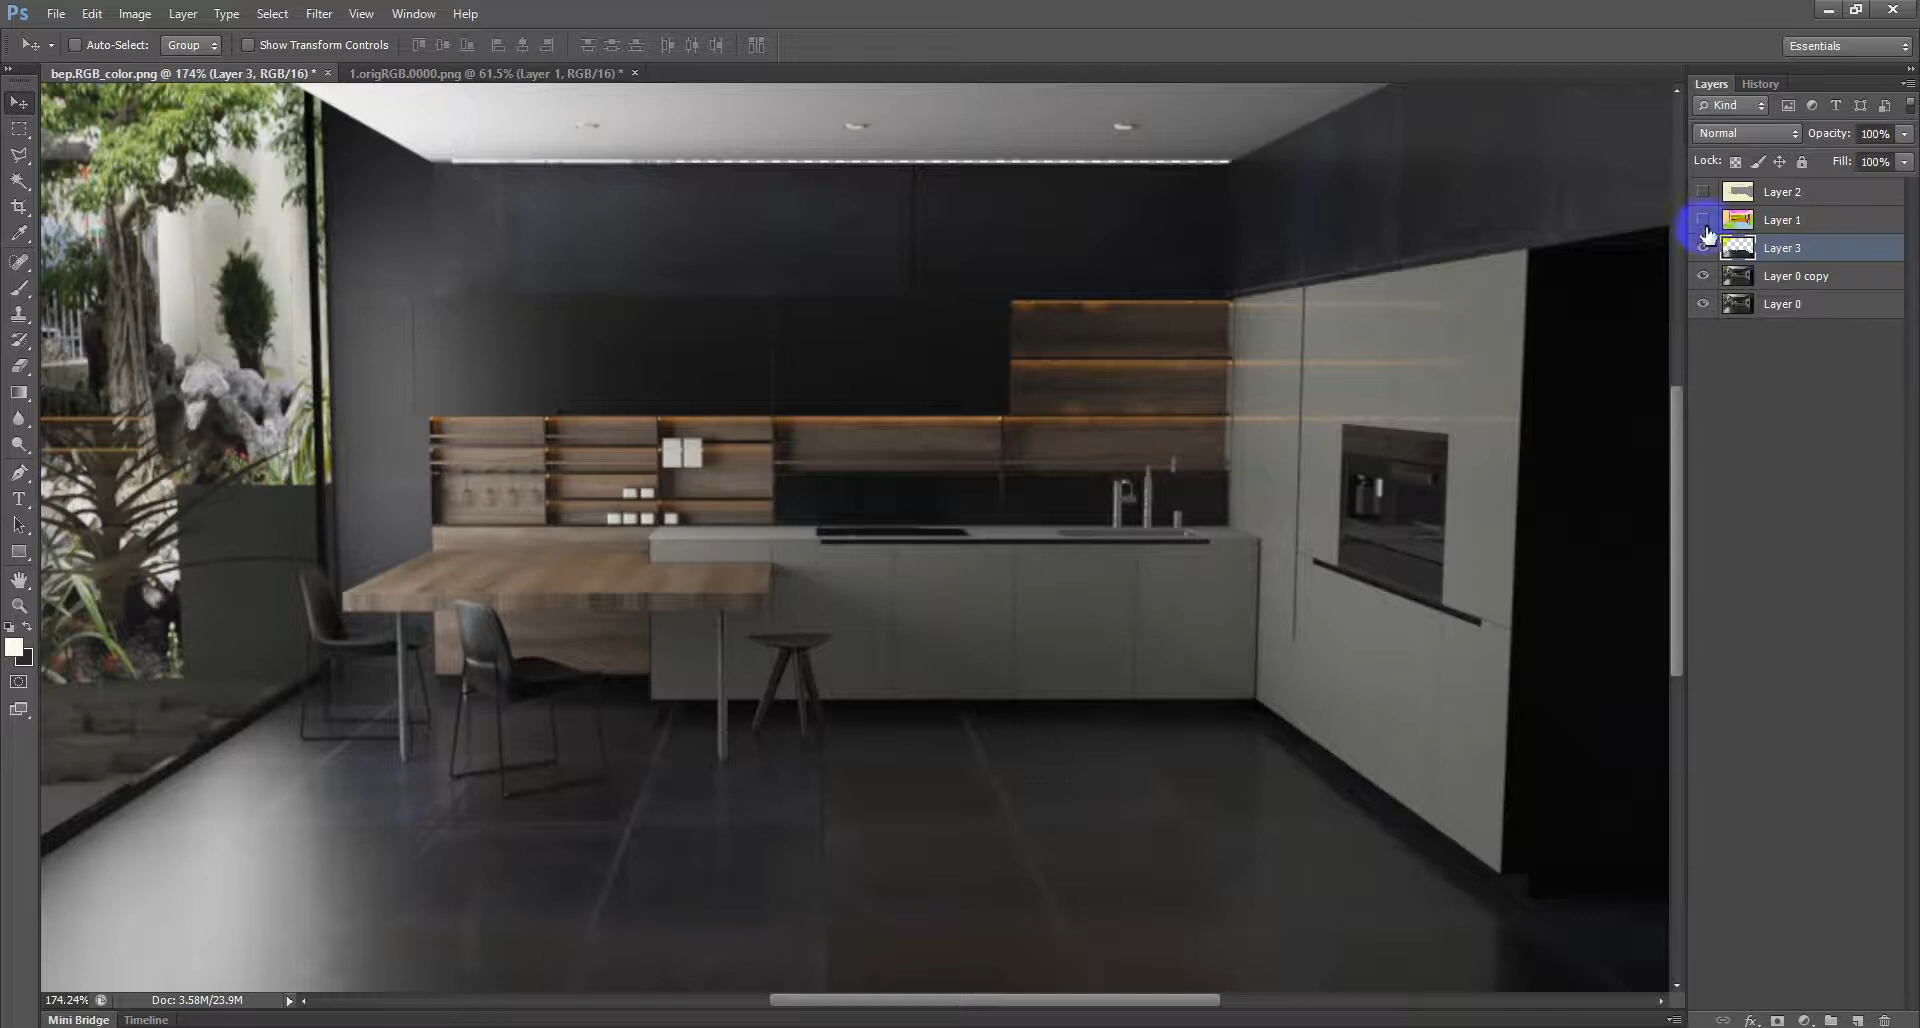 Ps File Edit Image Layer Type Select Filter Extract View Window Help
Auto-Select: Group Show Transform Controls Essentials
bep.RGB_color.png @ 174% (Layer 3, RGB/16) * × 1.origRGB.0000.png @ 61.5% (Layer 1, RGB/16) * ×
Layers History
Kind T
Normal Opacity: 100%
Lock: Fill: 100%
Layer 2
Layer 1
Layer 3
Layer 0 copy
Layer 0
T
174.24% Doc: 3.58M/23.9M
fx
Mini Bridge Timeline